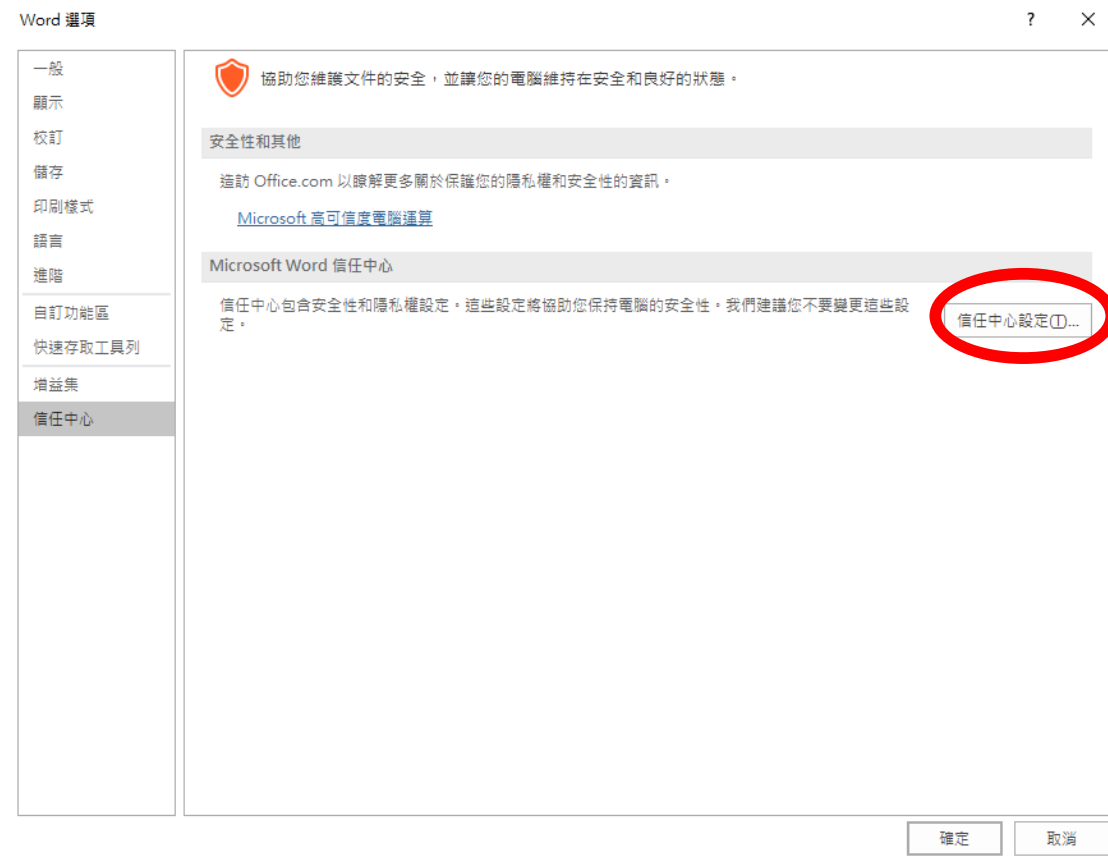 Word 選項
?
一般
顯示
校訂
儲存
印刷樣式
語言
進階
自訂功能區
快速存取工具列
增益集
信任中心
協助您維護文件的安全，並讓您的電腦維持在安全和良好的狀態。
安全性和其他
造訪 Office.com 以瞭解更多關於保護您的隱私權和安全性的資訊。
Microsoft 高可信度電腦運算
Microsoft Word 信任中心
信任中心包含安全性和隱私權設定。這些設定將協助您保持電腦的安全性。我們建議您不要變更這些設
定。
信任中心設定(T)...
確定
取消